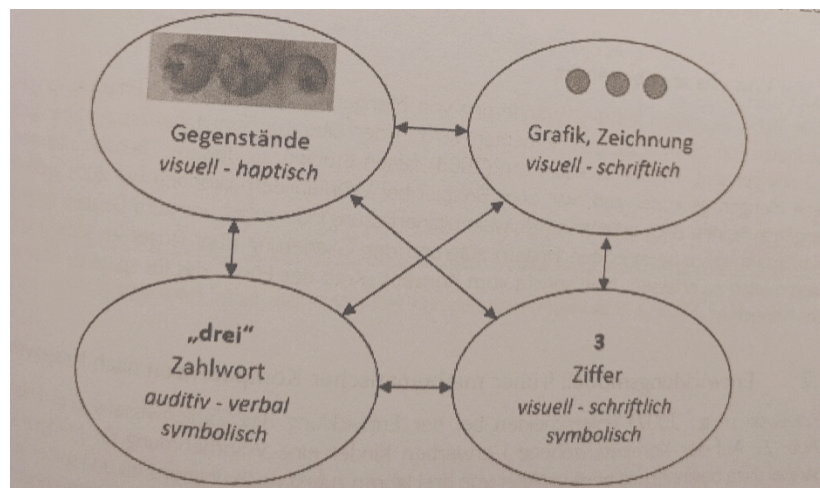 Gegenstände
visuell - haptisch
Grafik, Zeichnung
visuell - schriftlich
„drei“
Zahlwort
auditiv - verbal
symbolisch
3
Ziffer
visuell - schriftlich
symbolisch